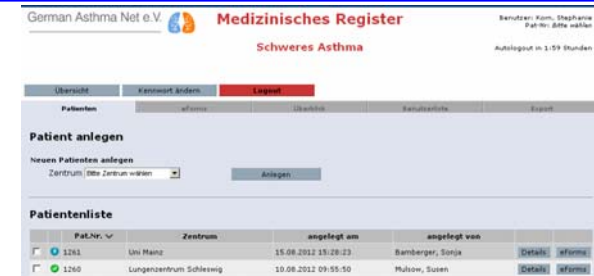 German Asthma Net e.V.
Medizinisches Register
Schweres Asthma
Benutzer: Korn, Stephanie
Pat-Nr: Bitte wählen
Autologout in 1:59 Stunden
Übersicht Kennwort ändern Logout
Patienten eForms Überblick Benutzerliste Export
Patient anlegen
Neuen Patienten anlegen
Zentrum Bitte Zentrum wählen Anlegen
Patientenliste
Pat.Nr. Zentrum angelegt am angelegt von
1261 Uni Mainz 15.08.2012 15:28:23 Bamberger, Sonja Details eForms
1260 Lungenzentrum Schleswig 10.08.2012 09:55:50 Mulsow, Susen Details eForms